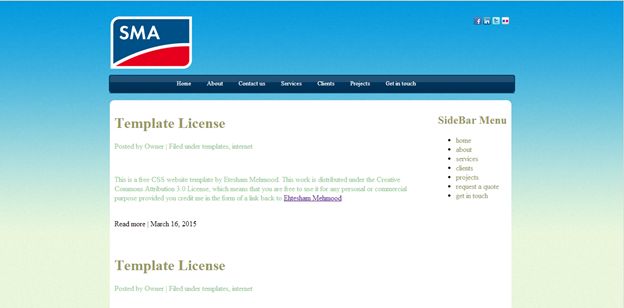 SMA
Home About Contact us Services Clients Projects Get in touch
Template License
Posted by Owner | Filed under templates, internet
This is a free CSS website template by Etesham Mehmood. This work is distributed under the Creative
Commons Attribution 3.0 License, which means that you are free to use it for any personal or commercial
purpose provided you credit me in the form of a link back to Ehtesham Mehmood
Read more | March 16, 2015
Template License
Posted by Owner | Filed under templates, internet
SideBar Menu
home
about
services
clients
projects
request a quote
get in touch